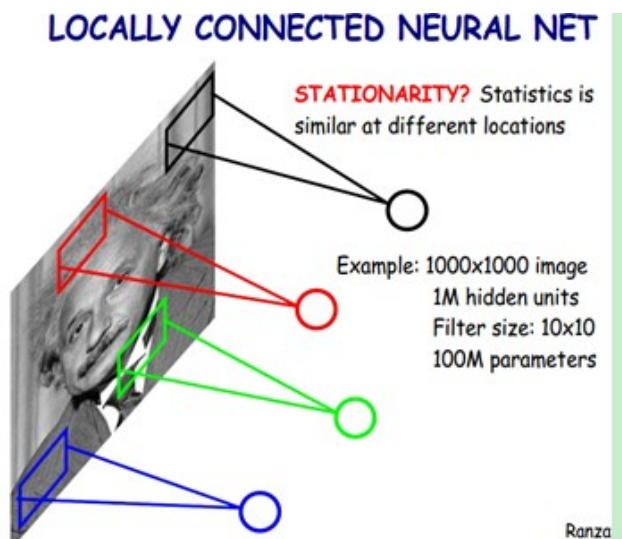 LOCALLY CONNECTED NEURAL NET
STATIONARITY? Statistics is
similar at different locations
Example: 1000x1000 image
1M hidden units
Filter size: 10x10
100M parameters
Ranza